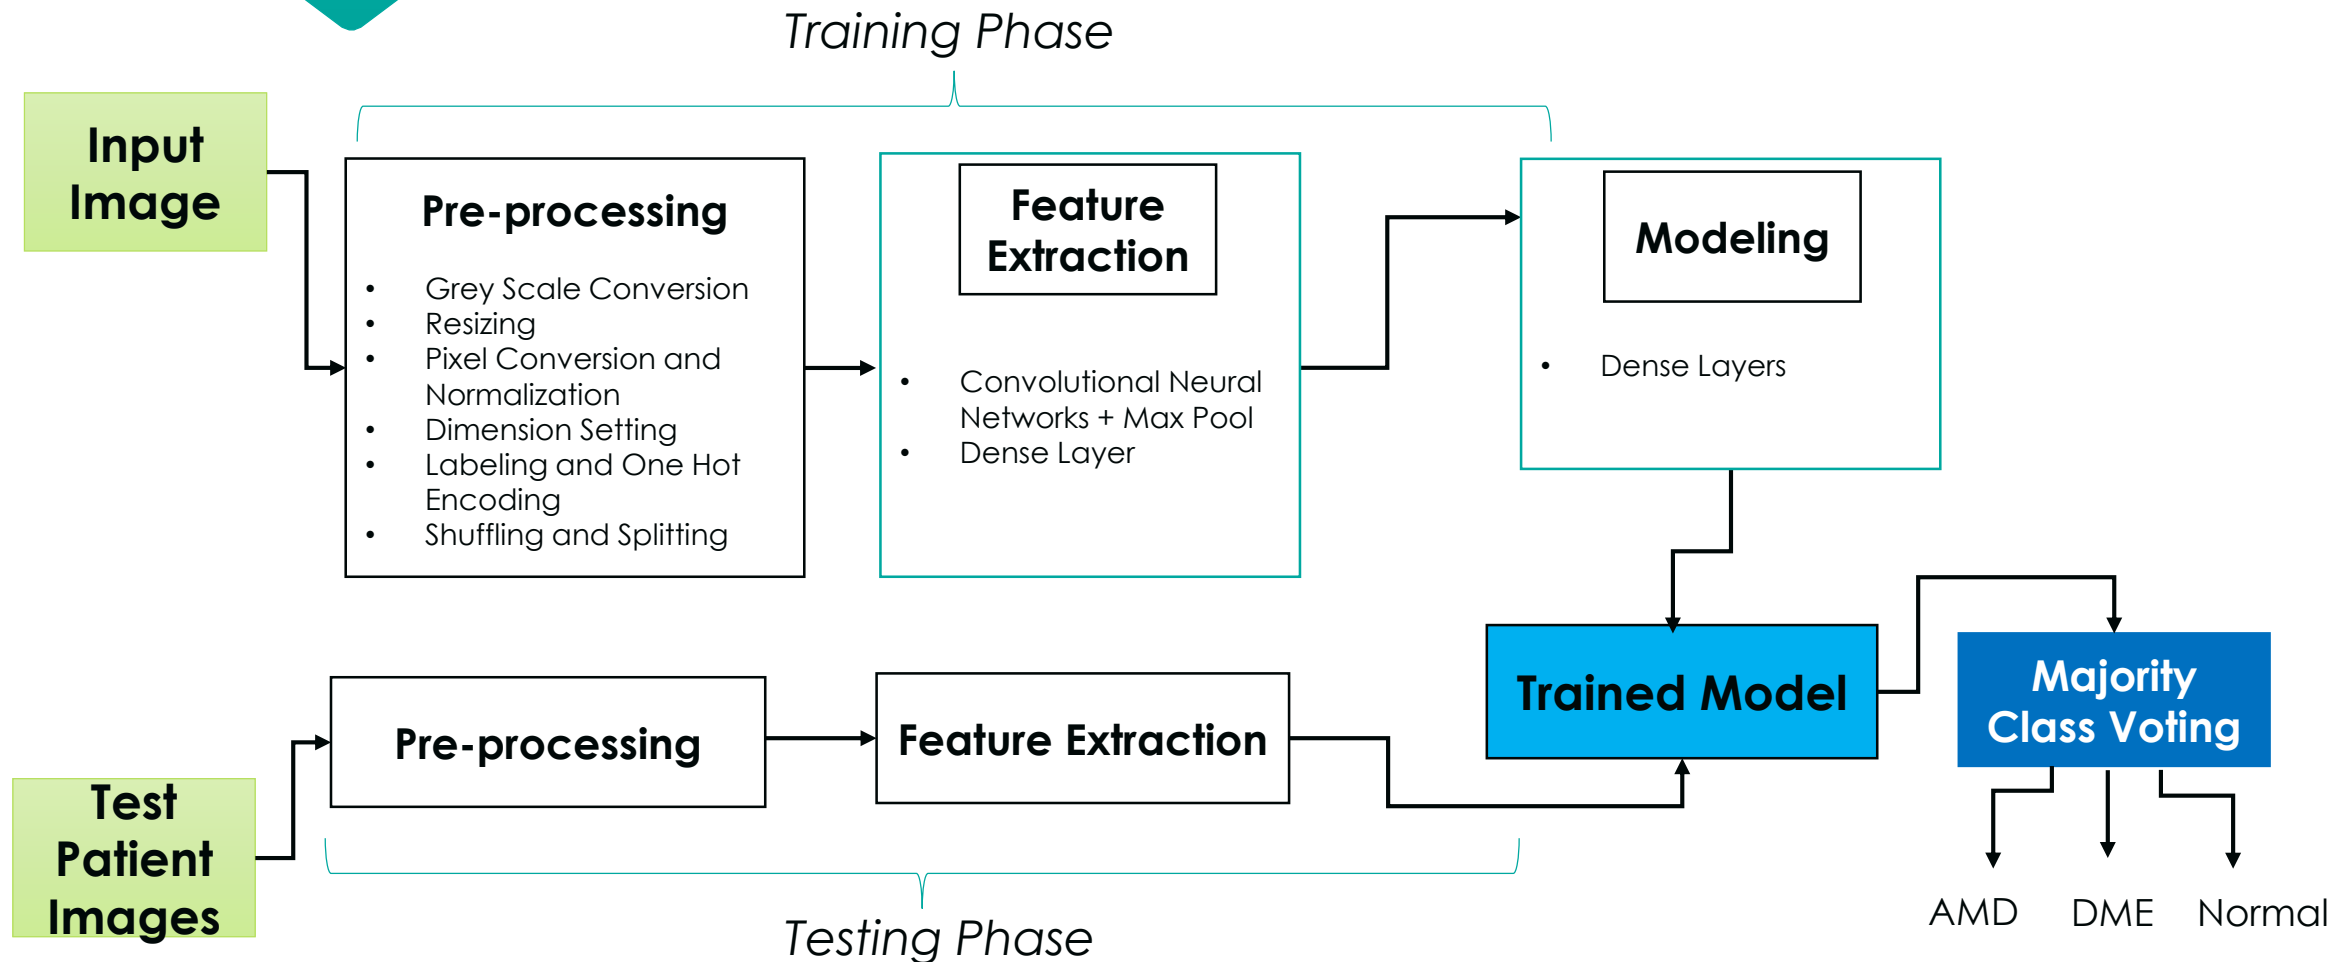 Training Phase
Input
Image
Pre-processing
• Grey Scale Conversion
• Resizing
• Pixel Conversion and
Normalization
• Dimension Setting
• Labeling and One Hot
Encoding
• Shuffling and Splitting
Feature
Extraction
• Convolutional Neural
Networks + Max Pool
• Dense Layer
Modeling
• Dense Layers
Test
Patient
Images
Pre-processing
Feature Extraction
Trained Model
Majority
Class Voting
AMD
DME
Normal
Testing Phase